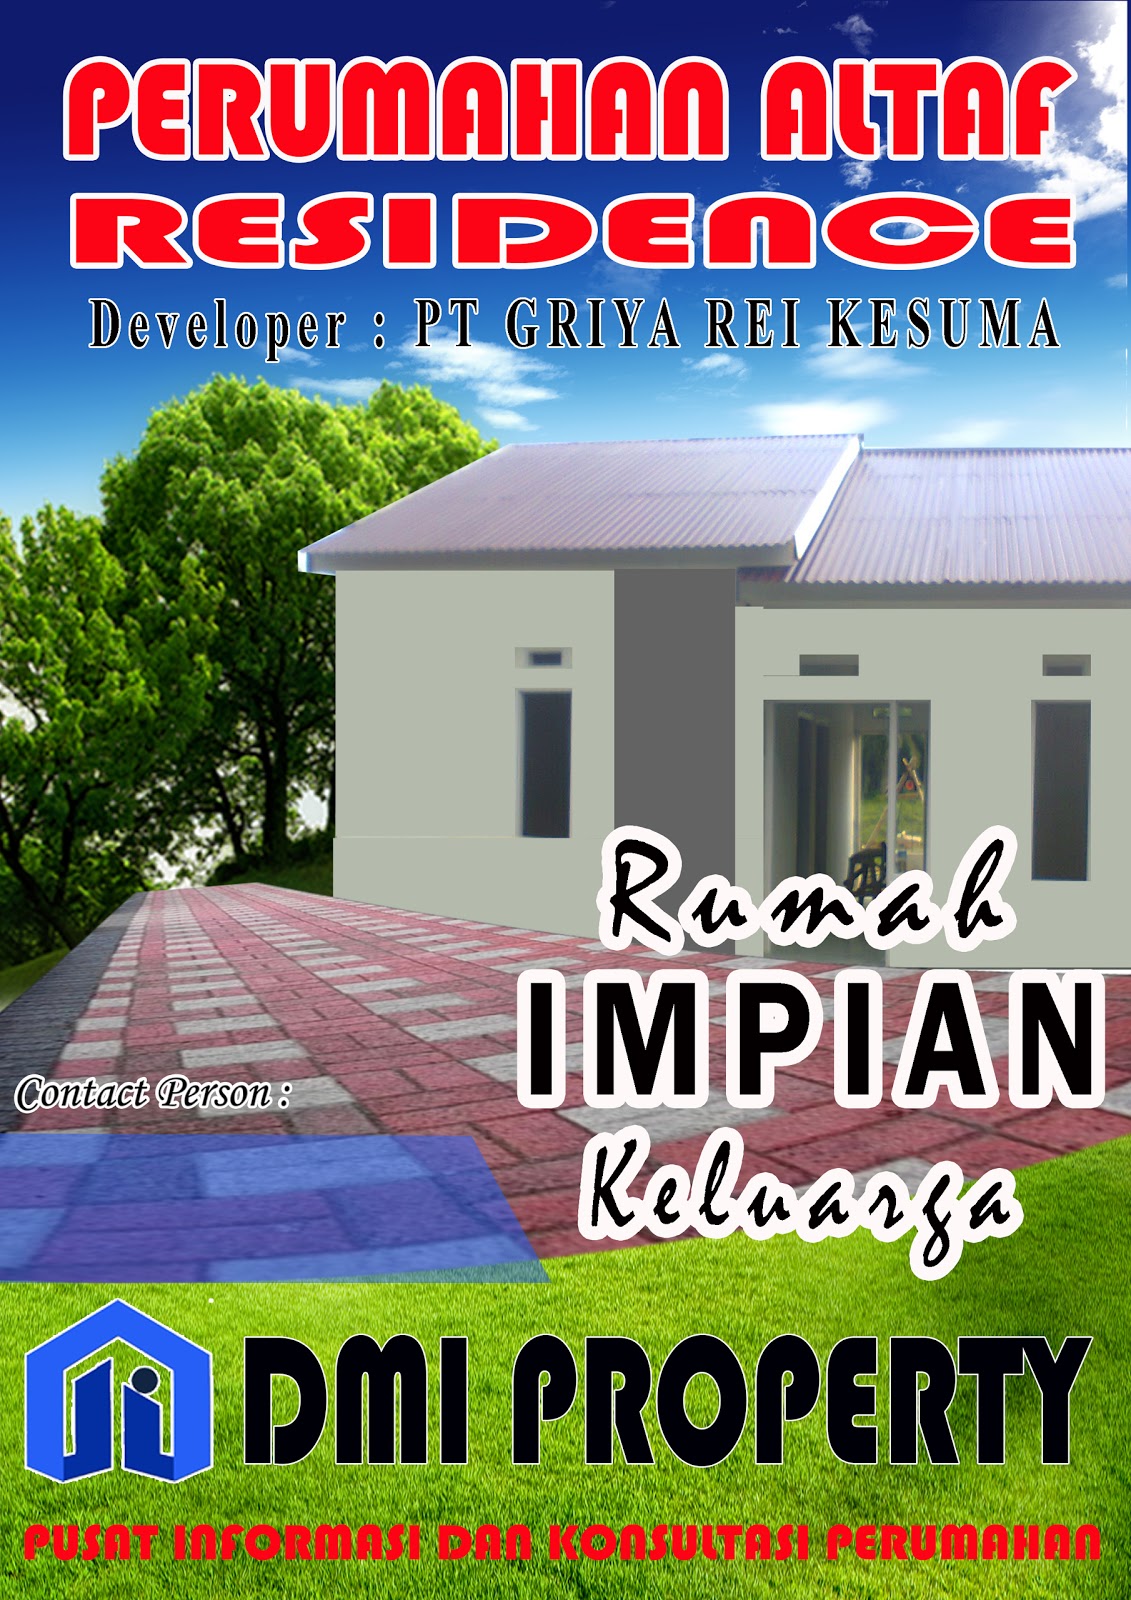 PERUMAHAN ALTAF
RESIDENCE
Developer : PT GRIYA REI KESUMA
Rumah
IMPIAN
Keluarga
Contact Person :
DMI PROPERTY
PUSAT INFORMASI DAN KONSULTASI PERUMAHAN